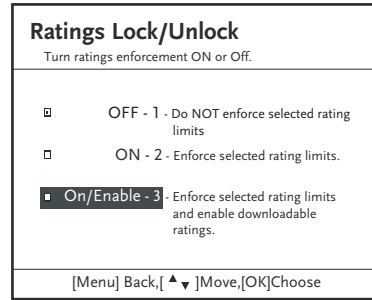 Ratings Lock/Unlock
Turn ratings enforcement ON or Off.
OFF - 1 - Do NOT enforce selected rating
limits
ON - 2 - Enforce selected rating limits.
On/Enable - 3 - Enforce selected rating limits
and enable downloadable
ratings.
[Menu] Back,[ ▲▼ ]Move,[OK]Choose